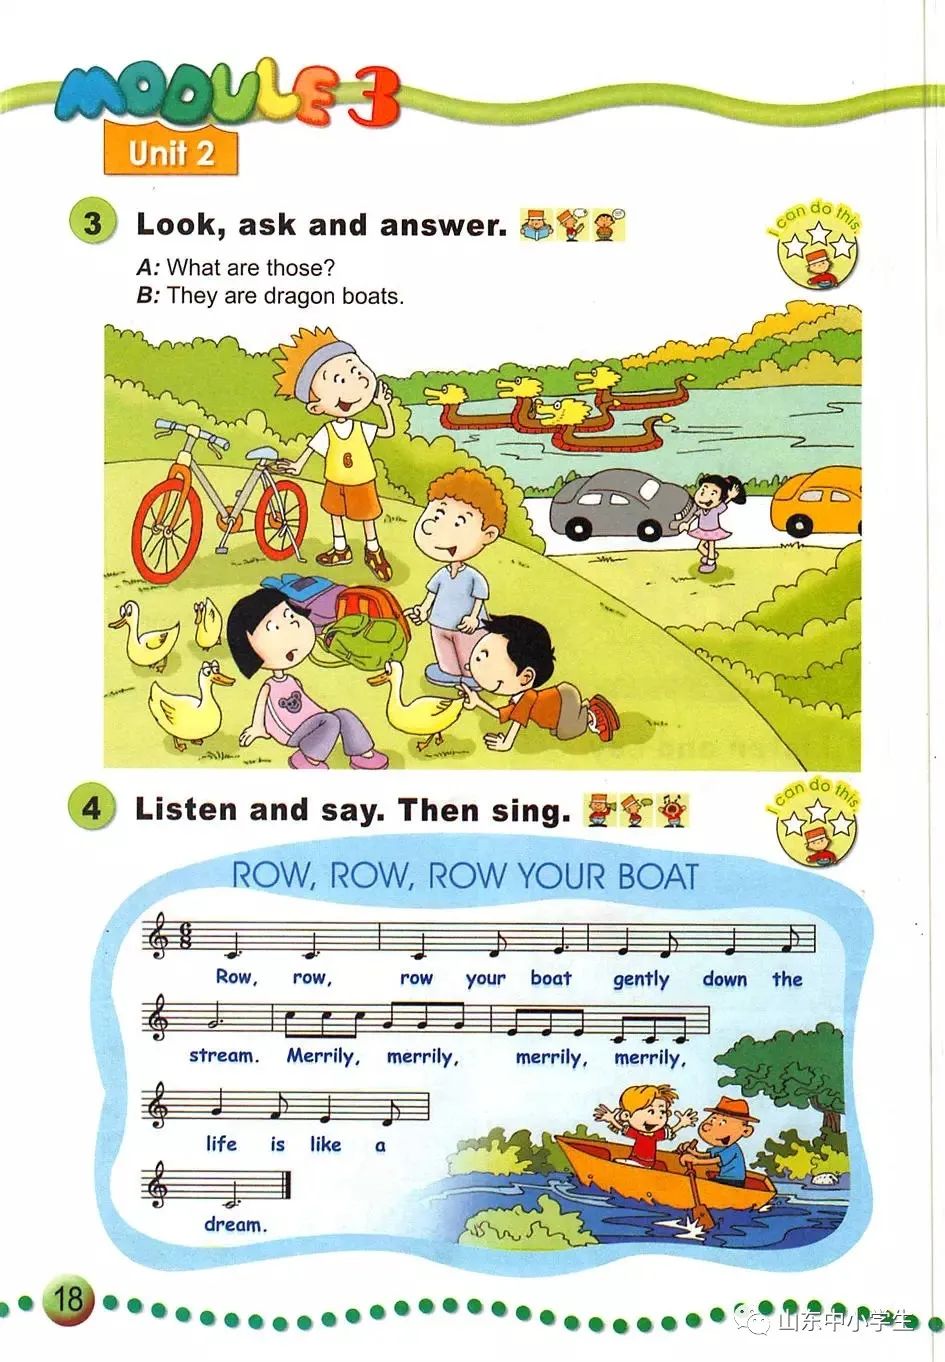 MODULE 3
Unit 2
3 Look, ask and answer.
I can do this.
A: What are those?
B: They are dragon boats.
6
4 Listen and say. Then sing.
I can do this.
ROW, ROW, ROW YOUR BOAT
6
8
Row, row, row your boat gently down the
stream. Merrily, merrily, merrily, merrily,
life is like a
dream.
18
山东中小学生